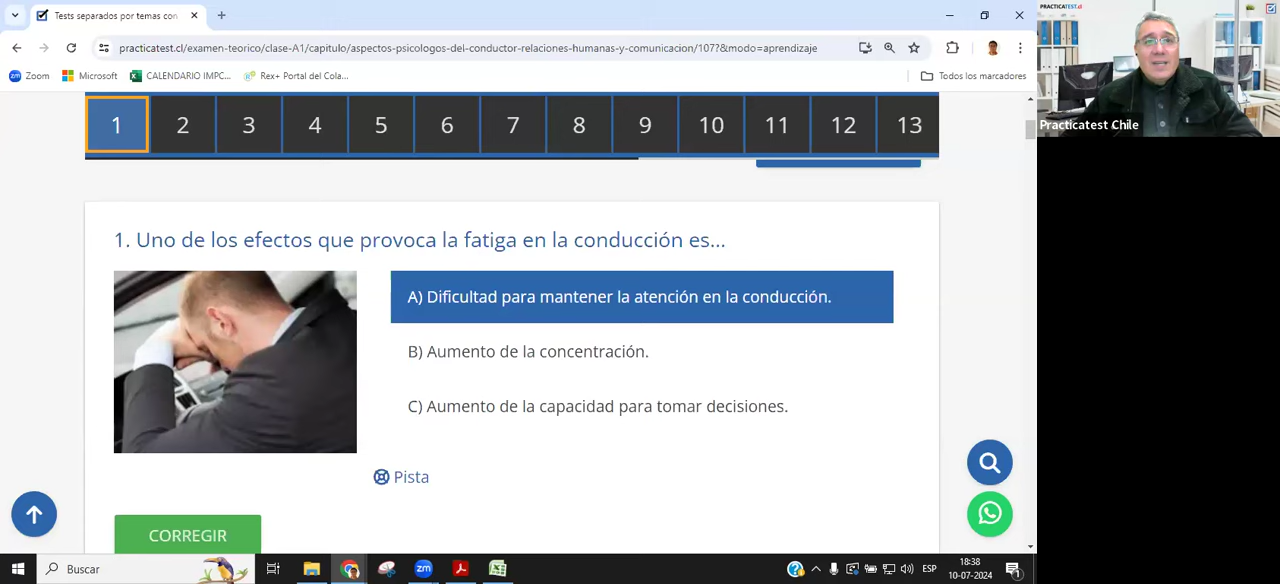 Tests separados por temas con
practicatest.cl/examen-teorico/clase-A1/capitulo/aspectos-psicologos-del-conductor-relaciones-humanas-y-comunicacion/107?&modo=aprendizaje
zm Zoom
Microsoft
CALENDARIO IMPC...
Rex+ Portal del Cola...
Todos los marcadores
1 2 3 4 5 6 7 8 9 10 11 12 13
1. Uno de los efectos que provoca la fatiga en la conducción es...
A) Dificultad para mantener la atención en la conducción.
B) Aumento de la concentración.
C) Aumento de la capacidad para tomar decisiones.
Pista
CORREGIR
Buscar
zm
ESP
18:38
10-07-2024
1
PRACTICATEST.cl
Practicatest Chile